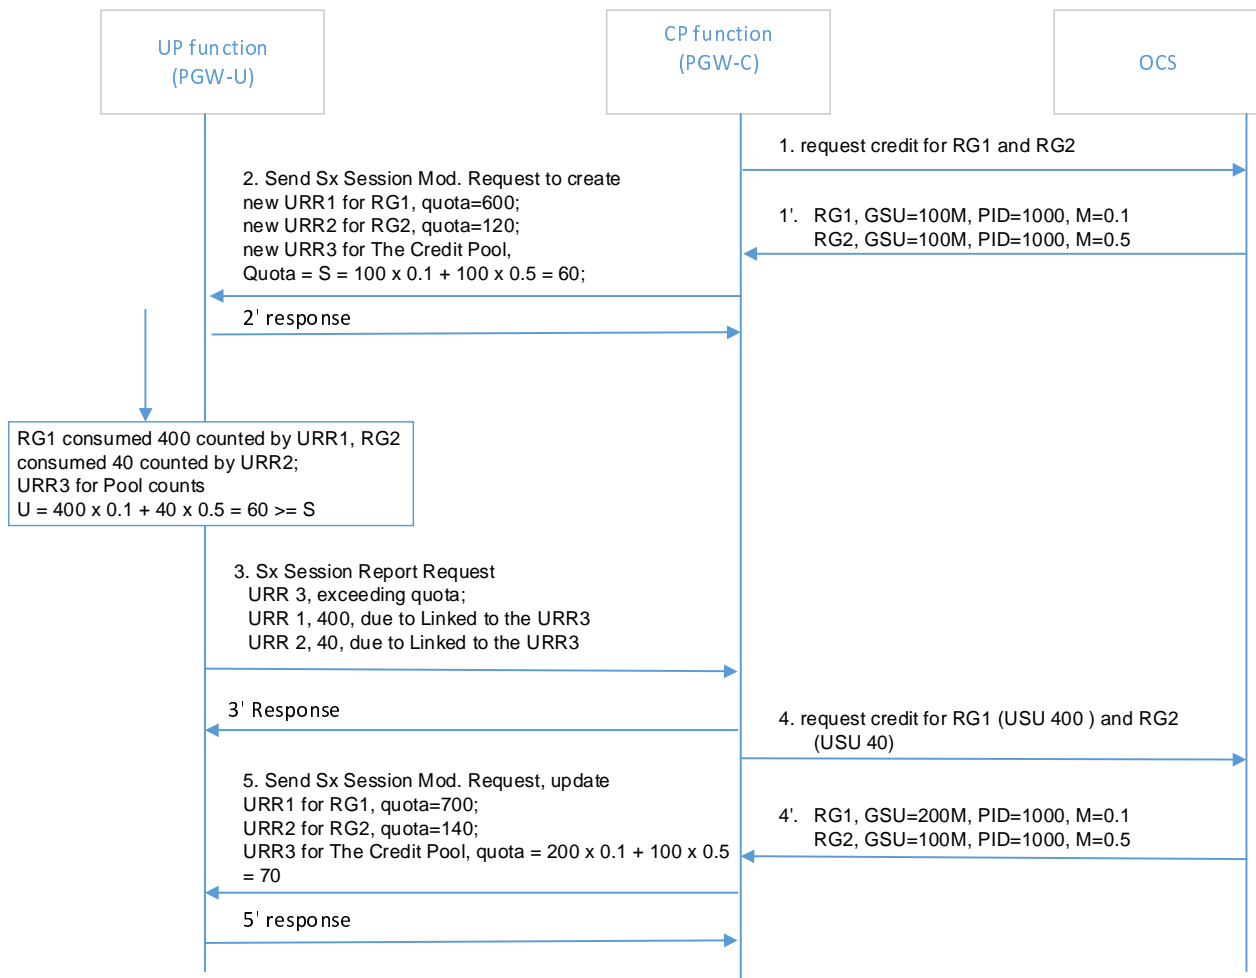 UP function
(PGW-U)
CP function
(PGW-C)
OCS
1. request credit for RG1 and RG2
2. Send Sx Session Mod. Request to create
new URR1 for RG1, quota=600;
new URR2 for RG2, quota=120;
new URR3 for The Credit Pool,
Quota = S = 100 x 0.1 + 100 x 0.5 = 60;
1'. RG1, GSU=100M, PID=1000, M=0.1
RG2, GSU=100M, PID=1000, M=0.5
2' response
RG1 consumed 400 counted by URR1, RG2
consumed 40 counted by URR2;
URR3 for Pool counts
U = 400 x 0.1 + 40 x 0.5 = 60 >= S
3. Sx Session Report Request
URR 3, exceeding quota;
URR 1, 400, due to Linked to the URR3
URR 2, 40, due to Linked to the URR3
3' Response
4. request credit for RG1 (USU 400 ) and RG2
(USU 40)
5. Send Sx Session Mod. Request, update
URR1 for RG1, quota=700;
URR2 for RG2, quota=140;
URR3 for The Credit Pool, quota = 200 x 0.1 + 100 x 0.5
= 70
4'. RG1, GSU=200M, PID=1000, M=0.1
RG2, GSU=100M, PID=1000, M=0.5
5' response